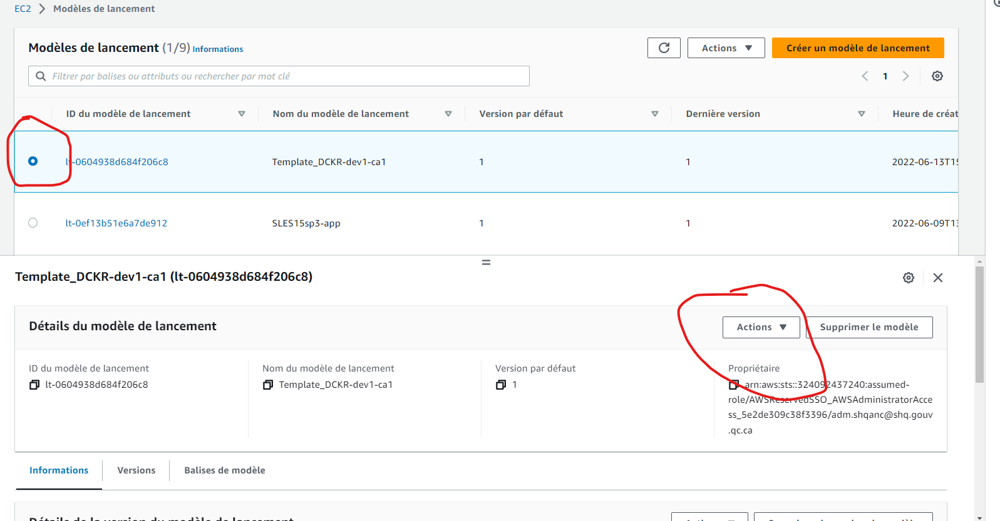 EC2 > Modèles de lancement
Modèles de lancement (1/9) Informations
Actions ▼
Créer un modèle de lancement
Filtrer par balises ou attributs ou rechercher par mot clé
1
ID du modèle de lancement
Nom du modèle de lancement
Version par défaut
Dernière version
Heure de créat
lt-0604938d684f206c8
Template_DCKR-dev1-ca1
1
1
2022-06-13T15
lt-0ef13b51e6a7de912
SLES15sp3-app
1
1
2022-06-09T13
Template_DCKR-dev1-ca1 (lt-0604938d684f206c8)
Détails du modèle de lancement
Actions ▼
Supprimer le modèle
ID du modèle de lancement
lt-0604938d684f206c8
Nom du modèle de lancement
Template_DCKR-dev1-ca1
Version par défaut
1
Propriétaire
arn:aws:sts::324092437240:assumed-
role/AWSReservedSSO_AWSAdministratorAcce
ss_5e2de309c38f3396/adm.shqanc@shq.gouv
.qc.ca
Informations
Versions
Balises de modèle
Détails de la version du modèle de lancement